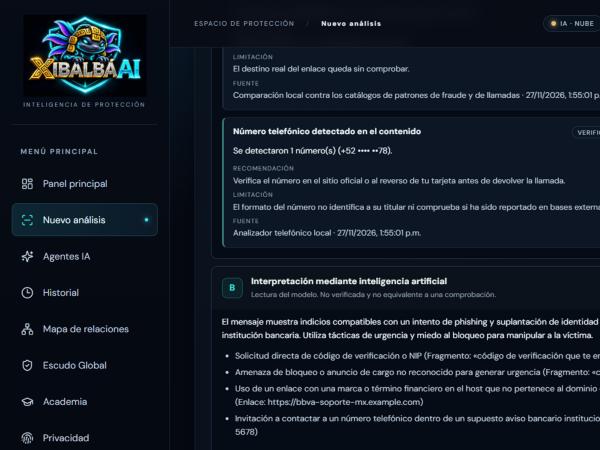 XIBALBA AI
INTELIGENCIA DE PROTECCIÓN
MENÚ PRINCIPAL
Panel principal
Nuevo análisis
Agentes IA
Historial
Mapa de relaciones
Escudo Global
Academia
Privacidad
ESPACIO DE PROTECCIÓN / Nuevo análisis
IA · NUBE
LIMITACIÓN
El destino real del enlace queda sin comprobar.
FUENTE
Comparación local contra los catálogos de patrones de fraude y de llamadas · 27/11/2026, 1:55:01 p.m.
Número telefónico detectado en el contenido
VERIFI
Se detectaron 1 número(s) (+52 •••• ••78).
RECOMENDACIÓN
Verifica el número en el sitio oficial o al reverso de tu tarjeta antes de devolver la llamada.
LIMITACIÓN
El formato del número no identifica a su titular ni comprueba si ha sido reportado en bases extern
FUENTE
Analizador telefónico local · 27/11/2026, 1:55:01 p.m.
B
Interpretación mediante inteligencia artificial
Lectura del modelo. No verificada y no equivalente a una comprobación.
El mensaje muestra indicios compatibles con un intento de phishing y suplantación de identidad
institución bancaria. Utiliza tácticas de urgencia y miedo al bloqueo para manipular a la víctima.
• Solicitud directa de código de verificación o NIP (Fragmento: «código de verificación que te en
• Amenaza de bloqueo o anuncio de cargo no reconocido para generar urgencia (Fragmento: «c
• Uso de un enlace con una marca o término financiero en el host que no pertenece al dominio
(Enlace: https://bbva-soporte-mx.example.com)
• Invitación a contactar a un número telefónico dentro de un supuesto aviso bancario institucio
5678)